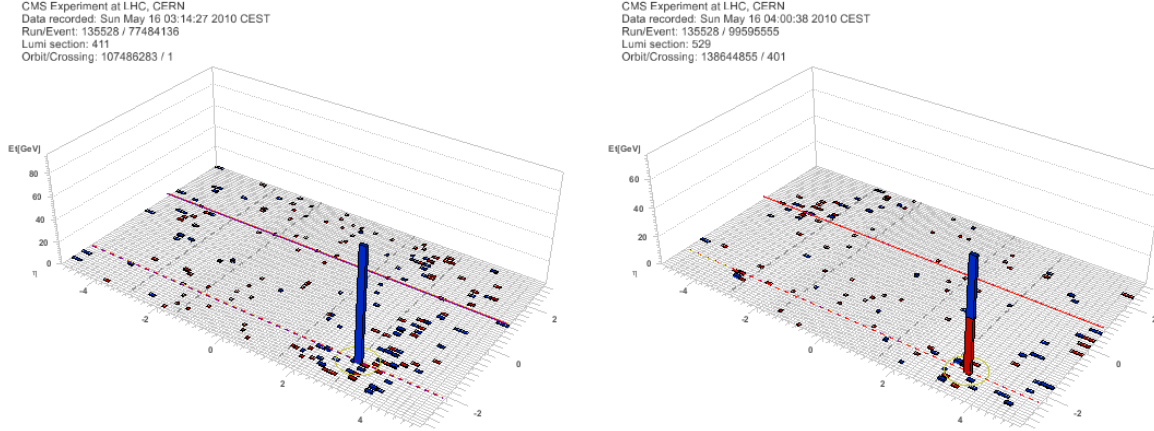 CMS Experiment at LHC, CERN
Data recorded: Sun May 16 03:14:27 2010 CEST
Run/Event: 135528 / 77484136
Lumi section: 411
Orbit/Crossing: 107486283 / 1
Et[GeV]
80
60
40
20
0
η
-4
-2
0
2
4
2
0
-2
CMS Experiment at LHC, CERN
Data recorded: Sun May 16 04:00:38 2010 CEST
Run/Event: 135528 / 99595555
Lumi section: 529
Orbit/Crossing: 138644855 / 401
Et[GeV]
60
40
20
0
η
-4
-2
0
2
4
2
0
-2